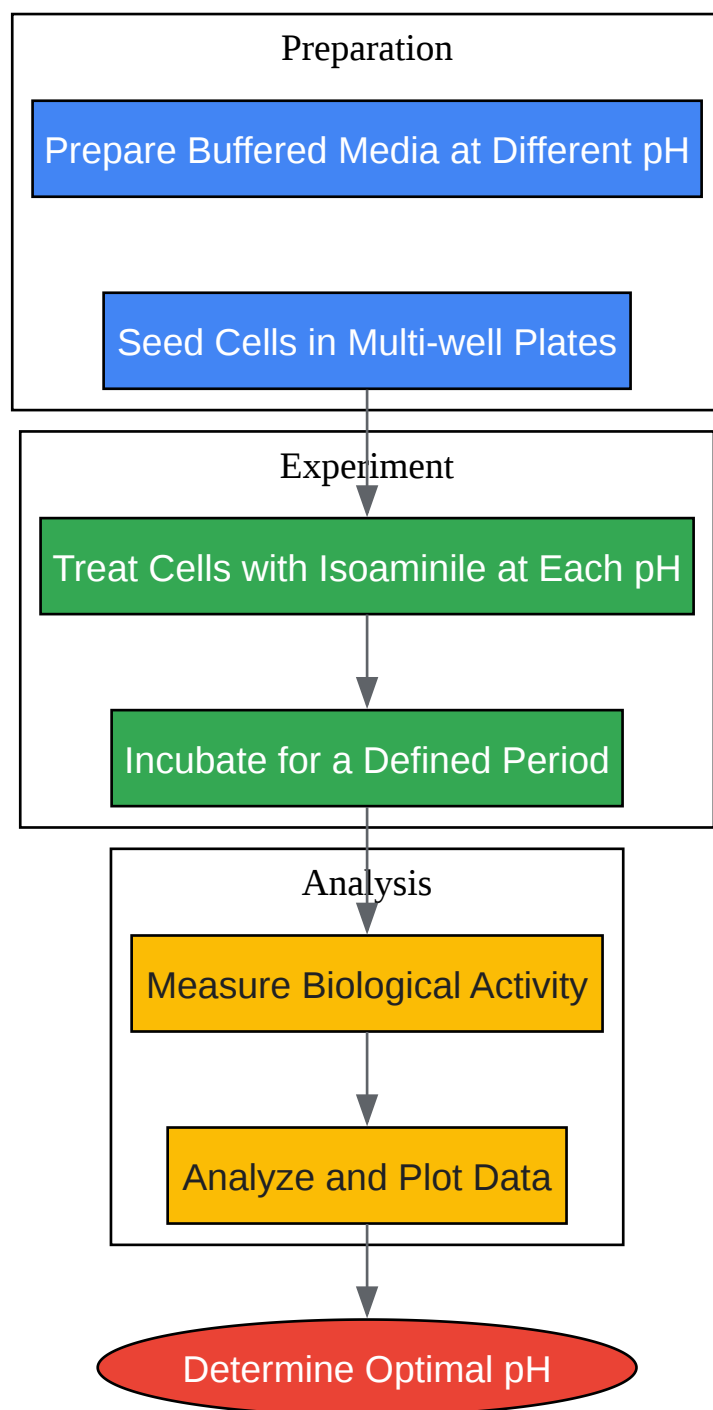 Preparation
Prepare Buffered Media at Different pH
Seed Cells in Multi-well Plates
Experiment
Treat Cells with Isoaminile at Each pH
Incubate for a Defined Period
Analysis
Measure Biological Activity
Analyze and Plot Data
Determine Optimal pH